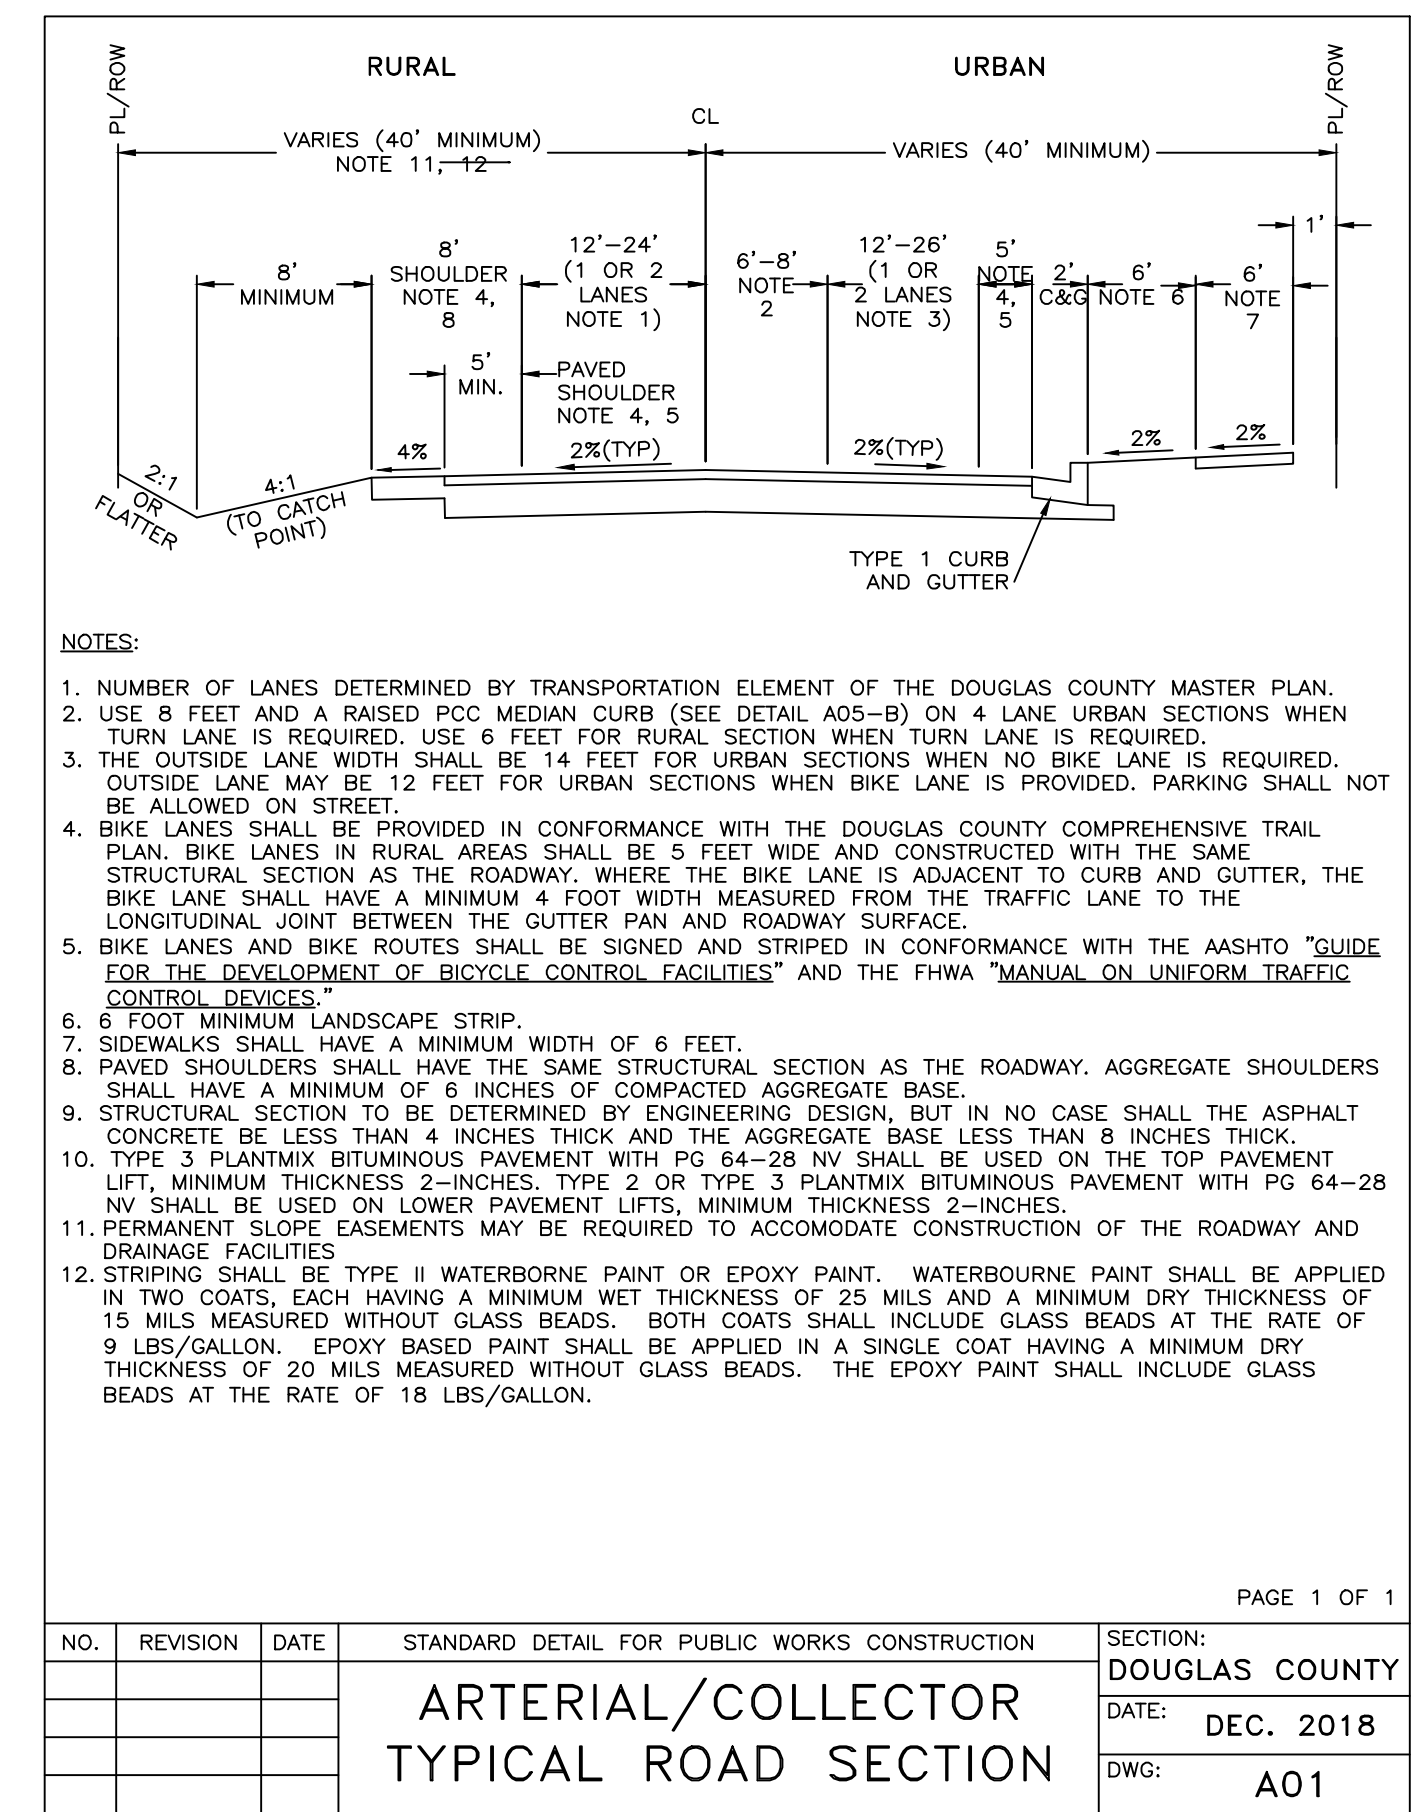 RURAL
URBAN
PL/ROW
PL/ROW
CL
VARIES (40' MINIMUM)
NOTE 11, 12
VARIES (40' MINIMUM)
1'
8'
MINIMUM
8'
SHOULDER
NOTE 4,
8
12'-24'
(1 OR 2
LANES
NOTE 1)
6'-8'
NOTE
2
12'-26'
(1 OR
2 LANES
NOTE 3)
5'
NOTE
4,
5
2'
C&G
6'
NOTE 6
6'
NOTE
7
5'
MIN.
PAVED
SHOULDER
NOTE 4, 5
4%
2%(TYP)
2%(TYP)
2%
2%
2:1
OR
FLATTER
4:1
(TO CATCH
POINT)
TYPE 1 CURB
AND GUTTER
NOTES:
1. NUMBER OF LANES DETERMINED BY TRANSPORTATION ELEMENT OF THE DOUGLAS COUNTY MASTER PLAN.
2. USE 8 FEET AND A RAISED PCC MEDIAN CURB (SEE DETAIL A05-B) ON 4 LANE URBAN SECTIONS WHEN
TURN LANE IS REQUIRED. USE 6 FEET FOR RURAL SECTION WHEN TURN LANE IS REQUIRED.
3. THE OUTSIDE LANE WIDTH SHALL BE 14 FEET FOR URBAN SECTIONS WHEN NO BIKE LANE IS REQUIRED.
OUTSIDE LANE MAY BE 12 FEET FOR URBAN SECTIONS WHEN BIKE LANE IS PROVIDED. PARKING SHALL NOT
BE ALLOWED ON STREET.
4. BIKE LANES SHALL BE PROVIDED IN CONFORMANCE WITH THE DOUGLAS COUNTY COMPREHENSIVE TRAIL
PLAN. BIKE LANES IN RURAL AREAS SHALL BE 5 FEET WIDE AND CONSTRUCTED WITH THE SAME
STRUCTURAL SECTION AS THE ROADWAY. WHERE THE BIKE LANE IS ADJACENT TO CURB AND GUTTER, THE
BIKE LANE SHALL HAVE A MINIMUM 4 FOOT WIDTH MEASURED FROM THE TRAFFIC LANE TO THE
LONGITUDINAL JOINT BETWEEN THE GUTTER PAN AND ROADWAY SURFACE.
5. BIKE LANES AND BIKE ROUTES SHALL BE SIGNED AND STRIPED IN CONFORMANCE WITH THE AASHTO "GUIDE
FOR THE DEVELOPMENT OF BICYCLE CONTROL FACILITIES" AND THE FHWA "MANUAL ON UNIFORM TRAFFIC
CONTROL DEVICES."
6. 6 FOOT MINIMUM LANDSCAPE STRIP.
7. SIDEWALKS SHALL HAVE A MINIMUM WIDTH OF 6 FEET.
8. PAVED SHOULDERS SHALL HAVE THE SAME STRUCTURAL SECTION AS THE ROADWAY. AGGREGATE SHOULDERS
SHALL HAVE A MINIMUM OF 6 INCHES OF COMPACTED AGGREGATE BASE.
9. STRUCTURAL SECTION TO BE DETERMINED BY ENGINEERING DESIGN, BUT IN NO CASE SHALL THE ASPHALT
CONCRETE BE LESS THAN 4 INCHES THICK AND THE AGGREGATE BASE LESS THAN 8 INCHES THICK.
10. TYPE 3 PLANTMIX BITUMINOUS PAVEMENT WITH PG 64-28 NV SHALL BE USED ON THE TOP PAVEMENT
LIFT, MINIMUM THICKNESS 2-INCHES. TYPE 2 OR TYPE 3 PLANTMIX BITUMINOUS PAVEMENT WITH PG 64-28
NV SHALL BE USED ON LOWER PAVEMENT LIFTS, MINIMUM THICKNESS 2-INCHES.
11. PERMANENT SLOPE EASEMENTS MAY BE REQUIRED TO ACCOMODATE CONSTRUCTION OF THE ROADWAY AND
DRAINAGE FACILITIES
12. STRIPING SHALL BE TYPE II WATERBORNE PAINT OR EPOXY PAINT. WATERBOURNE PAINT SHALL BE APPLIED
IN TWO COATS, EACH HAVING A MINIMUM WET THICKNESS OF 25 MILS AND A MINIMUM DRY THICKNESS OF
15 MILS MEASURED WITHOUT GLASS BEADS. BOTH COATS SHALL INCLUDE GLASS BEADS AT THE RATE OF
9 LBS/GALLON. EPOXY BASED PAINT SHALL BE APPLIED IN A SINGLE COAT HAVING A MINIMUM DRY
THICKNESS OF 20 MILS MEASURED WITHOUT GLASS BEADS. THE EPOXY PAINT SHALL INCLUDE GLASS
BEADS AT THE RATE OF 18 LBS/GALLON.
PAGE 1 OF 1
NO. REVISION DATE
STANDARD DETAIL FOR PUBLIC WORKS CONSTRUCTION
ARTERIAL/COLLECTOR
TYPICAL ROAD SECTION
SECTION:
DOUGLAS COUNTY
DATE: DEC. 2018
DWG: A01